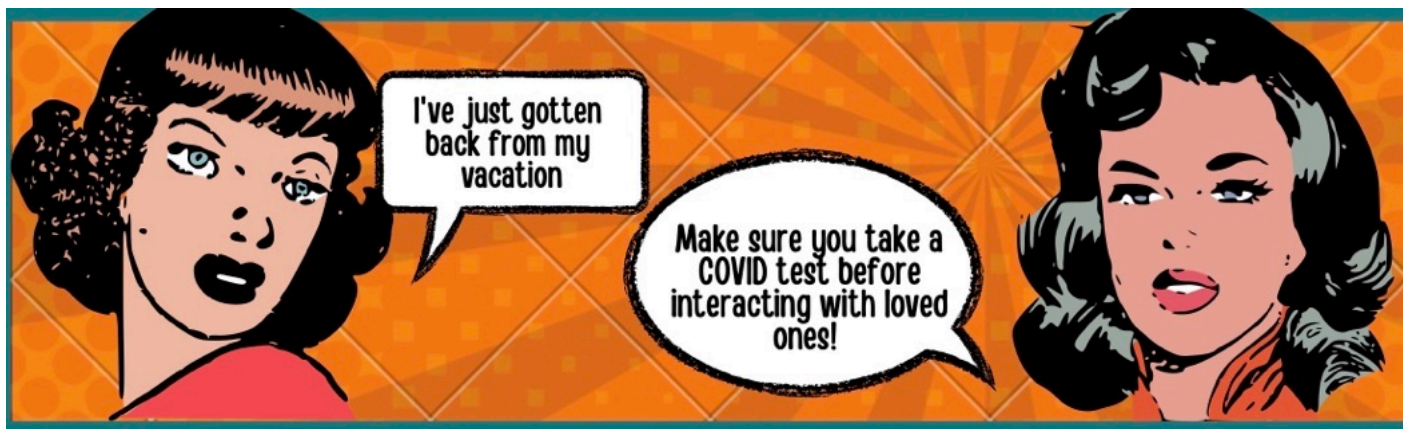 I've just gotten
back from my
vacation
Make sure you take a
COVID test before
interacting with loved
ones!